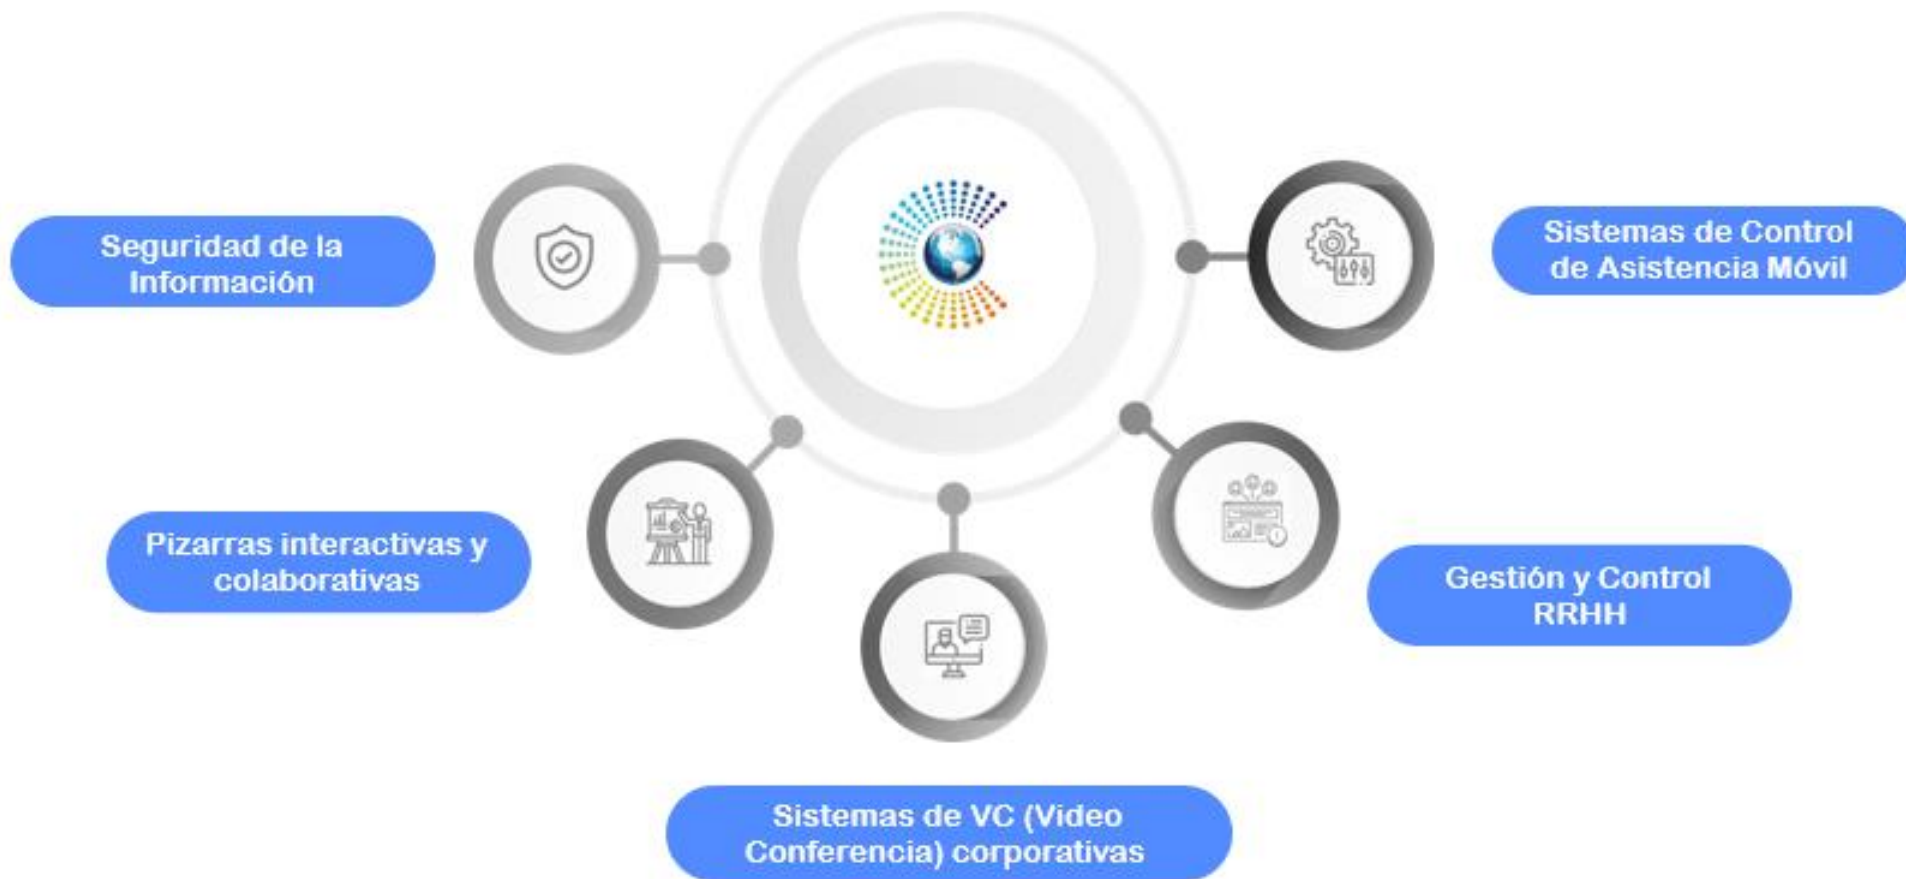 Seguridad de la
Información
Sistemas de Control
de Asistencia Móvil
Pizarras interactivas y
colaborativas
Gestión y Control
RRHH
Sistemas de VC (Video
Conferencia) corporativas